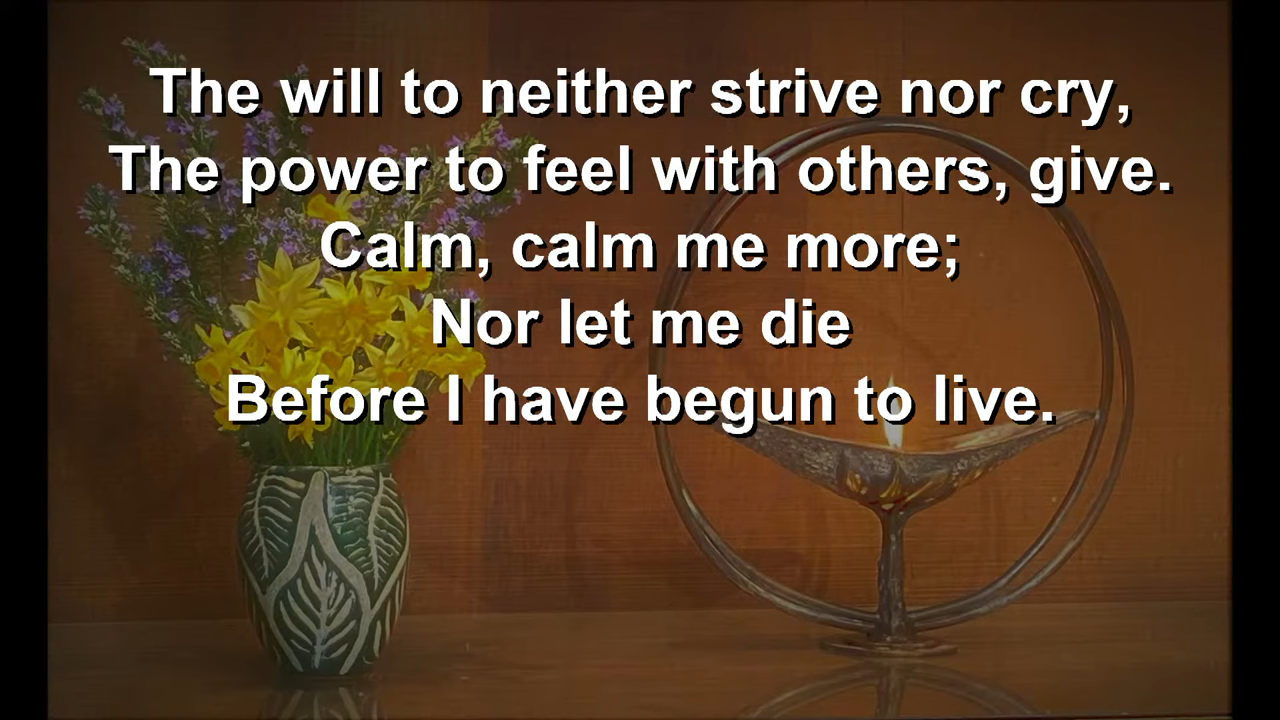 The will to neither strive nor cry,
The power to feel with others, give.
Calm, calm me more;
Nor let me die
Before I have begun to live.